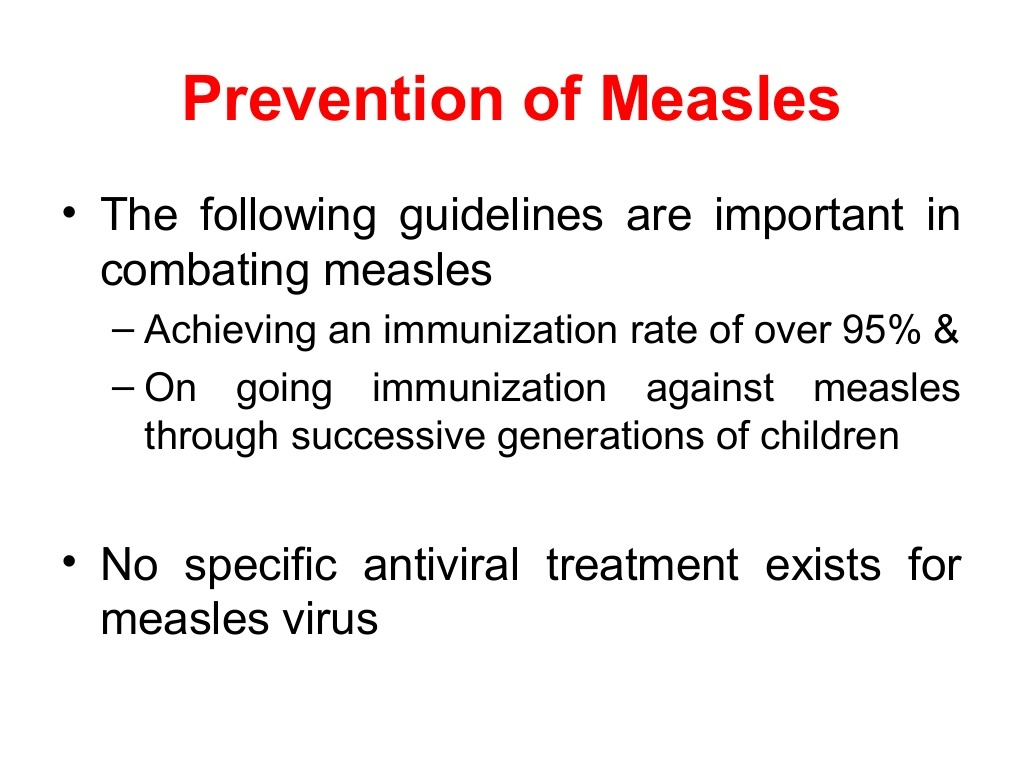 Prevention of Measles
• The following guidelines are important in
combating measles
– Achieving an immunization rate of over 95% &
– On going immunization against measles
through successive generations of children
• No specific antiviral treatment exists for
measles virus